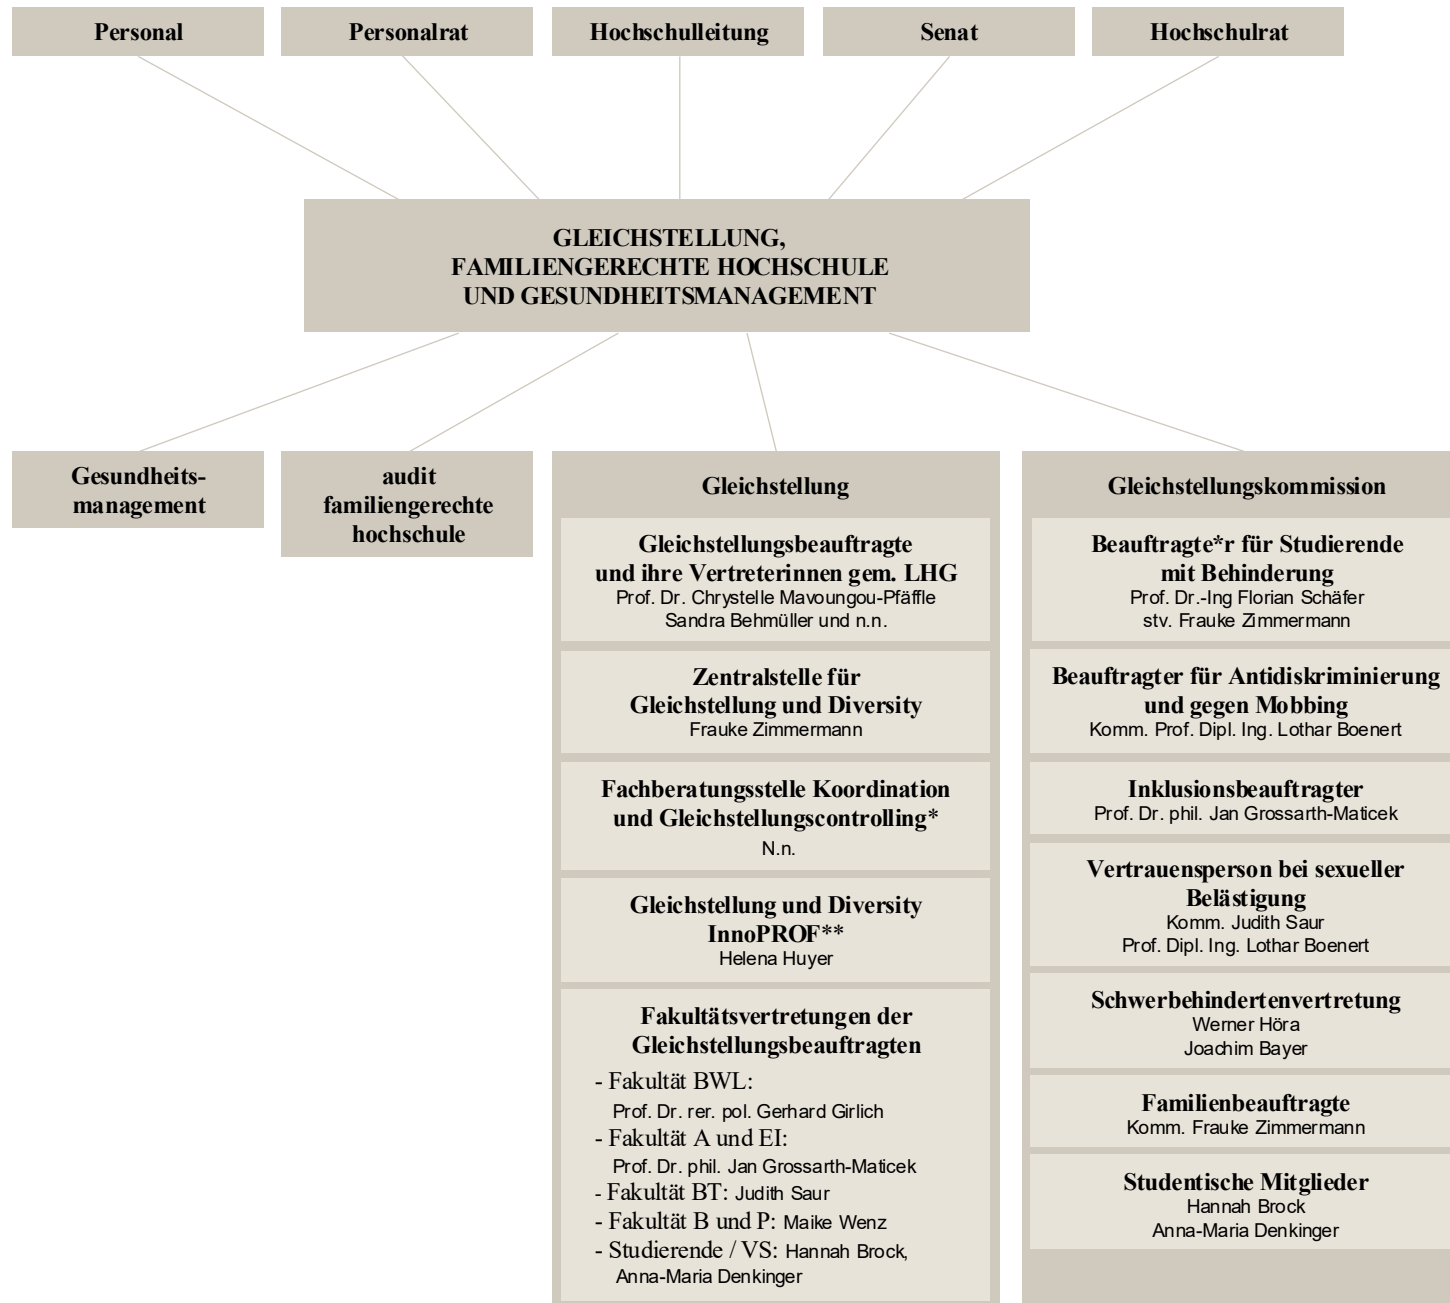 Personal
Personalrat
Hochschulleitung
Senat
Hochschulrat
GLEICHSTELLUNG,
FAMILIENGERECHTE HOCHSCHULE
UND GESUNDHEITSMANAGEMENT
Gesundheits-
management
audit
familiengerechte
hochschule
Gleichstellung
Gleichstellungsbeauftragte
und ihre Vertreterinnen gem. LHG
Prof. Dr. Chrystelle Mavoungou-Pfäffle
Sandra Behmüller und n.n.
Zentralstelle für
Gleichstellung und Diversity
Frauke Zimmermann
Fachberatungsstelle Koordination
und Gleichstellungscontrolling*
N.n.
Gleichstellung und Diversity
InnoPROF**
Helena Huyer
Fakultätsvertretungen der
Gleichstellungsbeauftragten
- Fakultät BWL:
Prof. Dr. rer. pol. Gerhard Girlich
- Fakultät A und EI:
Prof. Dr. phil. Jan Grossarth-Maticek
- Fakultät BT: Judith Saur
- Fakultät B und P: Maike Wenz
- Studierende / VS: Hannah Brock,
Anna-Maria Denkinger
Gleichstellungskommission
Beauftragte*r für Studierende
mit Behinderung
Prof. Dr.-Ing Florian Schäfer
stv. Frauke Zimmermann
Beauftragter für Antidiskriminierung
und gegen Mobbing
Komm. Prof. Dipl. Ing. Lothar Boenert
Inklusionsbeauftragter
Prof. Dr. phil. Jan Grossarth-Maticek
Vertrauensperson bei sexueller
Belästigung
Komm. Judith Saur
Prof. Dipl. Ing. Lothar Boenert
Schwerbehindertenvertretung
Werner Höra
Joachim Bayer
Familienbeauftragte
Komm. Frauke Zimmermann
Studentische Mitglieder
Hannah Brock
Anna-Maria Denkinger